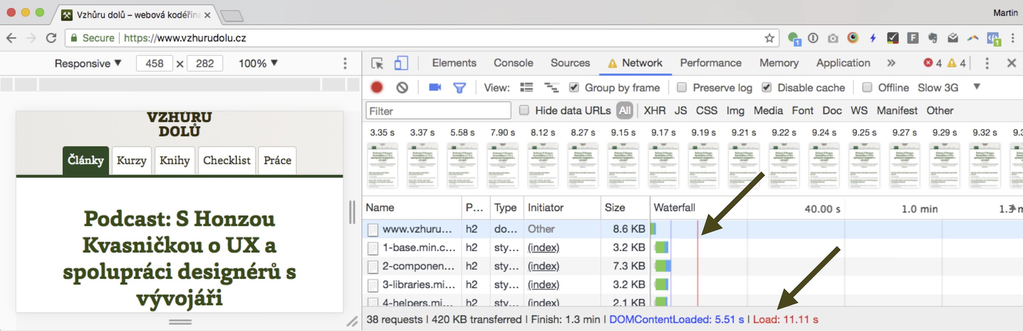 Vzhůru dolů – webová kodéřin
Martin
Secure | https://www.vzhurudolu.cz
Responsive ▼ 458 × 282 100% ▼
Elements Console Sources Network Performance Memory Application » 4 4
View: Group by frame Preserve log Disable cache Offline Slow 3G ▼
Filter Hide data URLs All XHR JS CSS Img Media Font Doc WS Manifest Other
3.35 s 3.37 s 5.58 s 7.90 s 8.12 s 8.27 s 9.15 s 9.17 s 9.19 s 9.21 s 9.22 s 9.24 s 9.25 s 9.28 s 9.29 s 9.32 s
VZHŮRU
DOLŮ
Články Kurzy Knihy Checklist Práce
Podcast: S Honzou
Kvasničkou o UX a
spolupráci designérů s
vývojáři
Name P... Type Initiator Size Waterfall 40.00 s 1.0 min
www.vzhuru... h2 do... Other 8.6 KB
1-base.min.c... h2 sty... (index) 3.2 KB
2-componen... h2 sty... (index) 7.3 KB
3-libraries.mi... h2 sty... (index) 3.2 KB
4-helpers.mi... h2 sty... (index) 2.1 KB
38 requests | 420 KB transferred | Finish: 1.3 min | DOMContentLoaded: 5.51 s | Load: 11.11 s